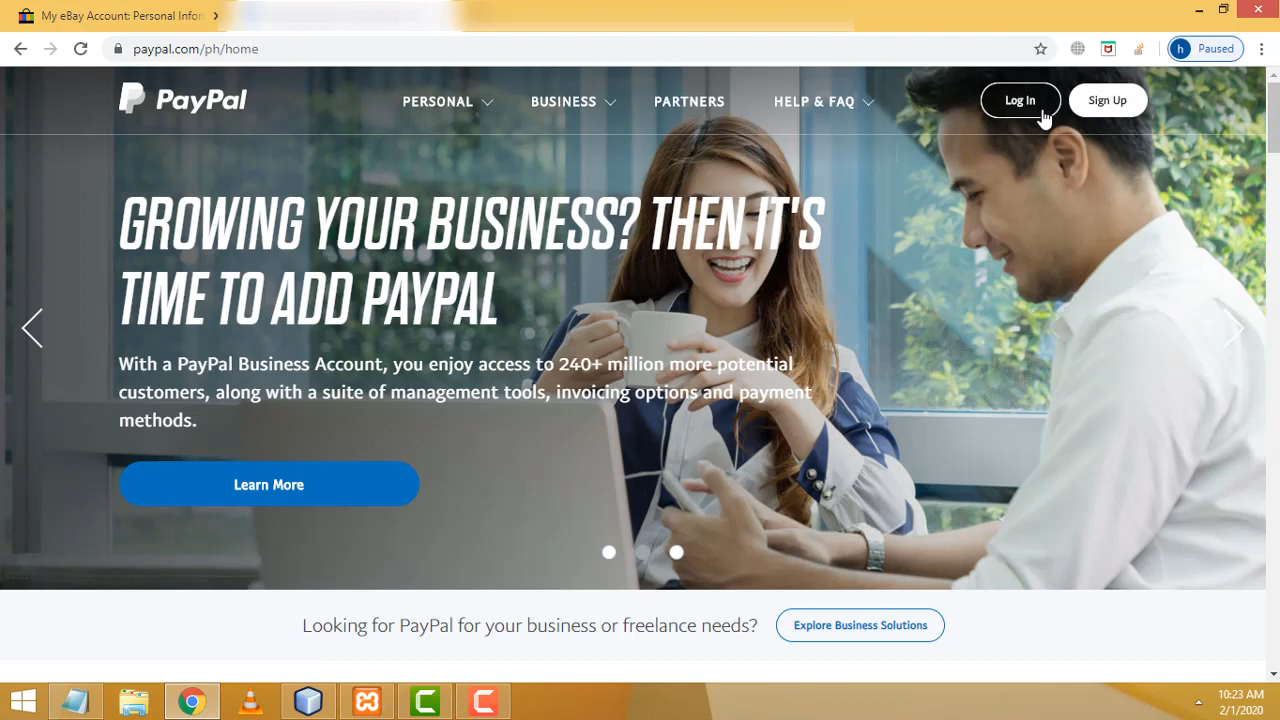 My eBay Account: Personal Infor
paypal.com/ph/home
h
Paused
PayPal
PERSONAL
BUSINESS
PARTNERS
HELP & FAQ
Log In
Sign Up
GROWING YOUR BUSINESS? THEN IT'S
TIME TO ADD PAYPAL
With a PayPal Business Account, you enjoy access to 240+ million more potential
customers, along with a suite of management tools, invoicing options and payment
methods.
Learn More
Looking for PayPal for your business or freelance needs?
Explore Business Solutions
10:23 AM
2/1/2020